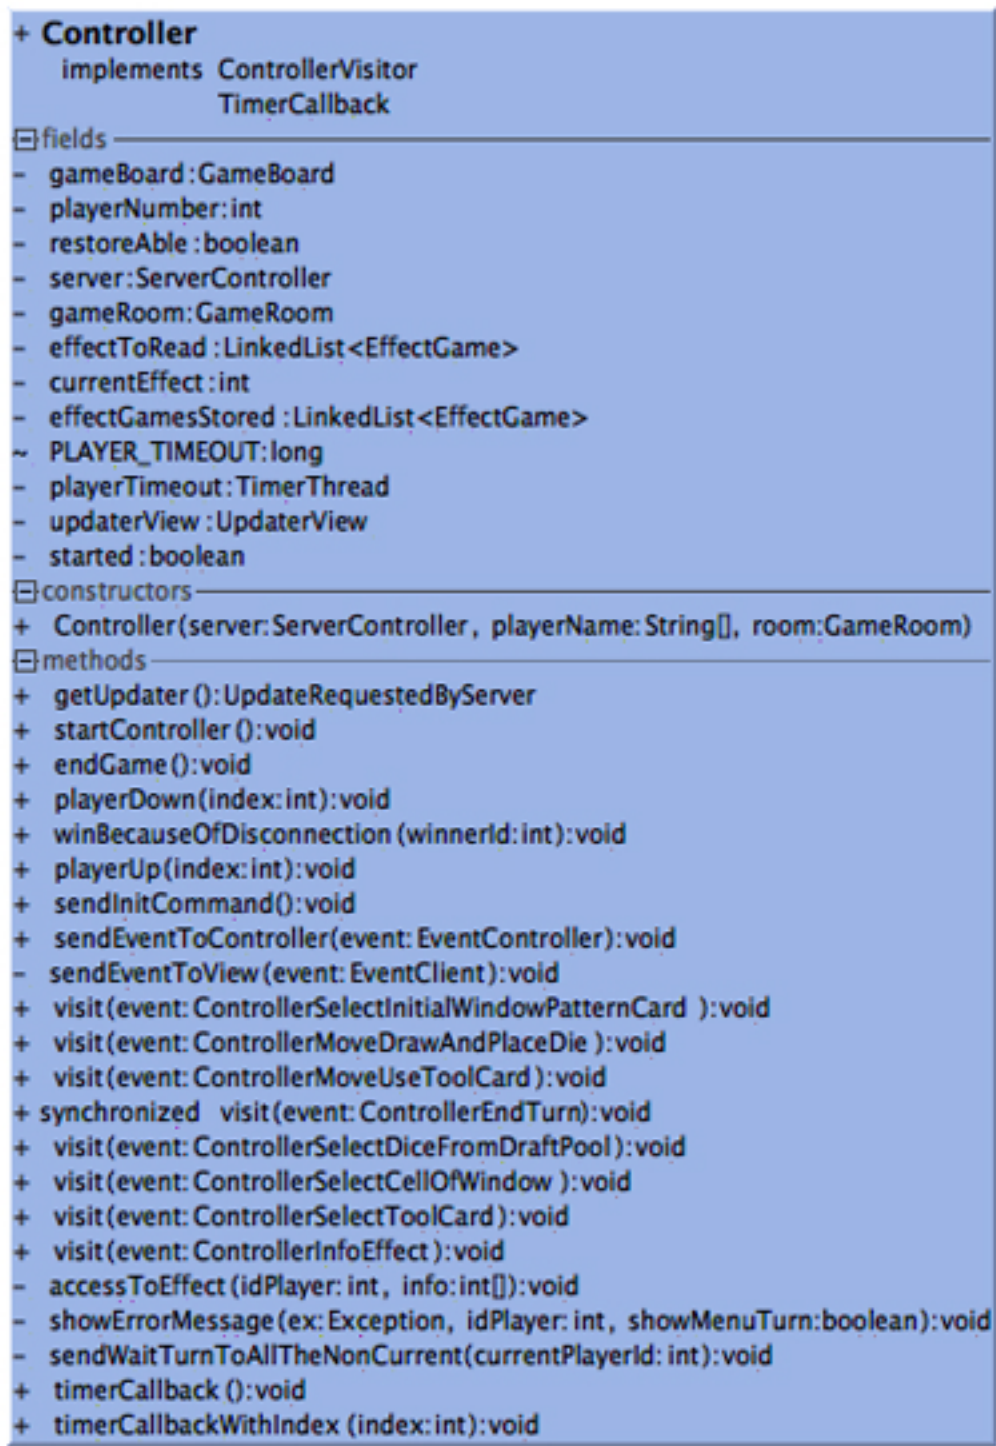 + Controller
implements ControllerVisitor
TimerCallback
fields
- gameBoard:GameBoard
- playerNumber:int
- restoreAble:boolean
- server:ServerController
- gameRoom:GameRoom
- effectToRead:LinkedList<EffectGame>
- currentEffect:int
- effectGamesStored:LinkedList<EffectGame>
~ PLAYER_TIMEOUT:long
- playerTimeout:TimerThread
- updaterView:UpdaterView
- started:boolean
constructors
+ Controller(server:ServerController, playerName:String[], room:GameRoom)
methods
+ getUpdater():UpdateRequestedByServer
+ startController():void
+ endGame():void
+ playerDown(index:int):void
+ winBecauseOfDisconnection(winnerId:int):void
+ playerUp(index:int):void
+ sendInitCommand():void
+ sendEventToController(event:EventController):void
- sendEventToView(event:EventClient):void
+ visit(event:ControllerSelectInitialWindowPatternCard):void
+ visit(event:ControllerMoveDrawAndPlaceDie):void
+ visit(event:ControllerMoveUseToolCard):void
+ synchronized visit(event:ControllerEndTurn):void
+ visit(event:ControllerSelectDiceFromDraftPool):void
+ visit(event:ControllerSelectCellOfWindow):void
+ visit(event:ControllerSelectToolCard):void
+ visit(event:ControllerInfoEffect):void
- accessToEffect(idPlayer:int, info:int[]):void
- showErrorMessage(ex:Exception, idPlayer:int, showMenuTurn:boolean):void
- sendWaitTurnToAllTheNonCurrent(currentPlayerId:int):void
+ timerCallback():void
+ timerCallbackWithIndex(index:int):void